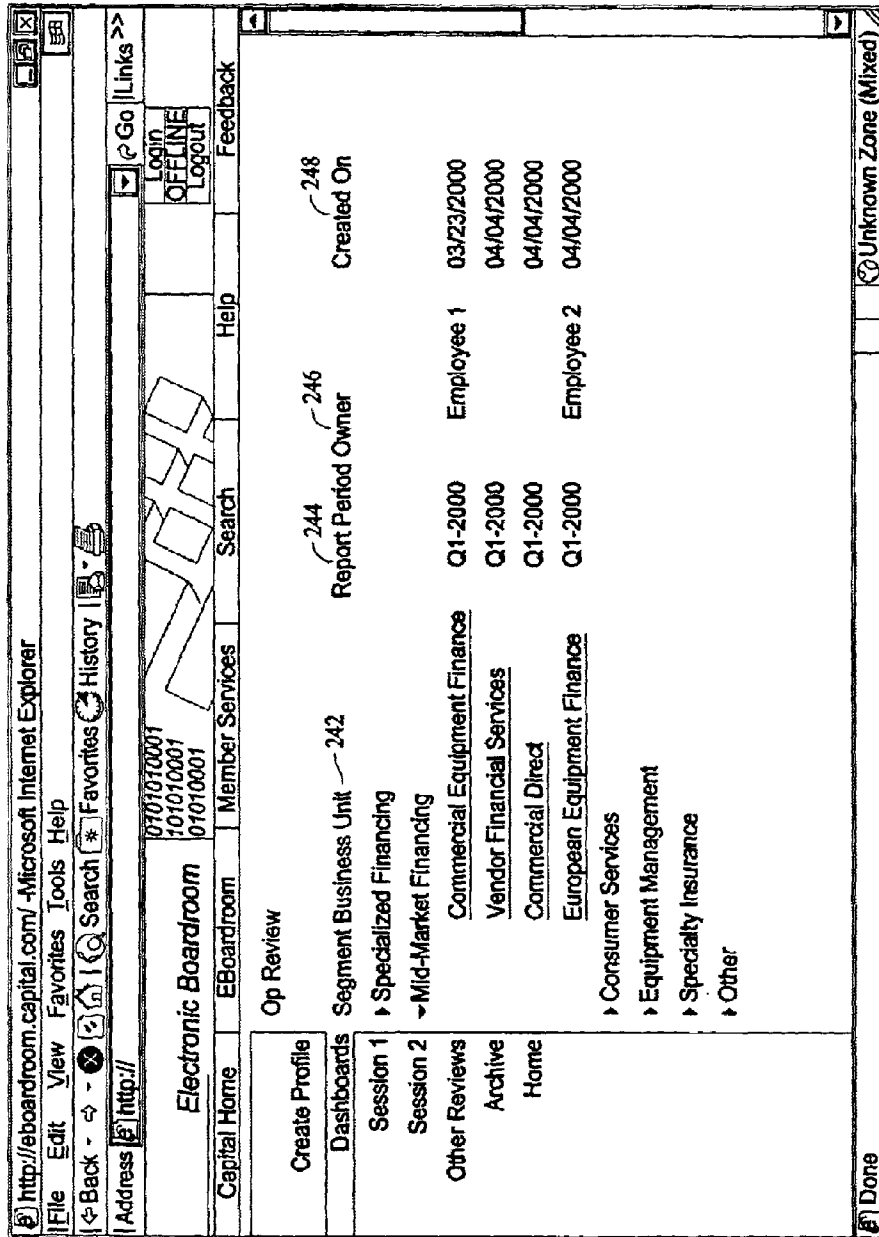 http://eboardroom.capital.com/ -Microsoft Internet Explorer
File Edit View Favorites Tools Help
Back Search Favorites History
Address http:// Go Links >>
Electronic Boardroom
0101010001
101010001
01010001
Login
OFFLINE
Logout
Capital Home EBoardroom Member Services Search Help Feedback
Create Profile
Dashboards
Session 1
Session 2
Other Reviews
Archive
Home
Op Review
244 246 248
Segment Business Unit 242 Report Period Owner Created On
Specialized Financing
Mid-Market Financing
Commercial Equipment Finance Q1-2000 Employee 1 03/23/2000
Vendor Financial Services Q1-2000 04/04/2000
Commercial Direct Q1-2000 04/04/2000
European Equipment Finance Q1-2000 Employee 2 04/04/2000
Consumer Services
Equipment Management
Specialty Insurance
Other
Done Unknown Zone (Mixed)